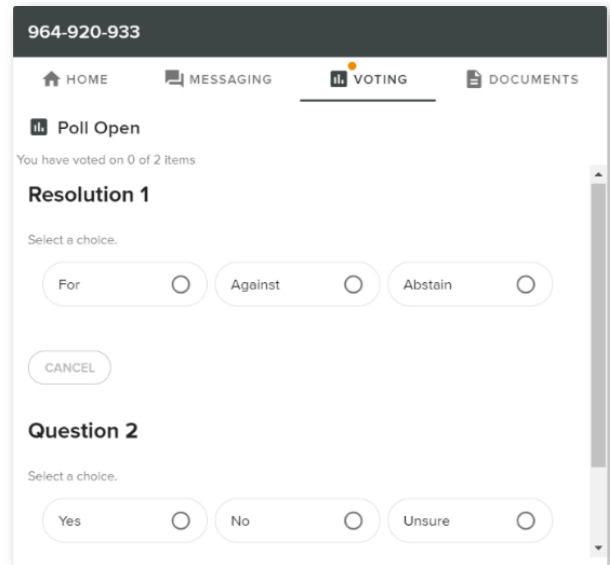 964-920-933
HOME MESSAGING VOTING DOCUMENTS
Poll Open
You have voted on 0 of 2 items
Resolution 1
Select a choice.
For Against Abstain
CANCEL
Question 2
Select a choice.
Yes No Unsure